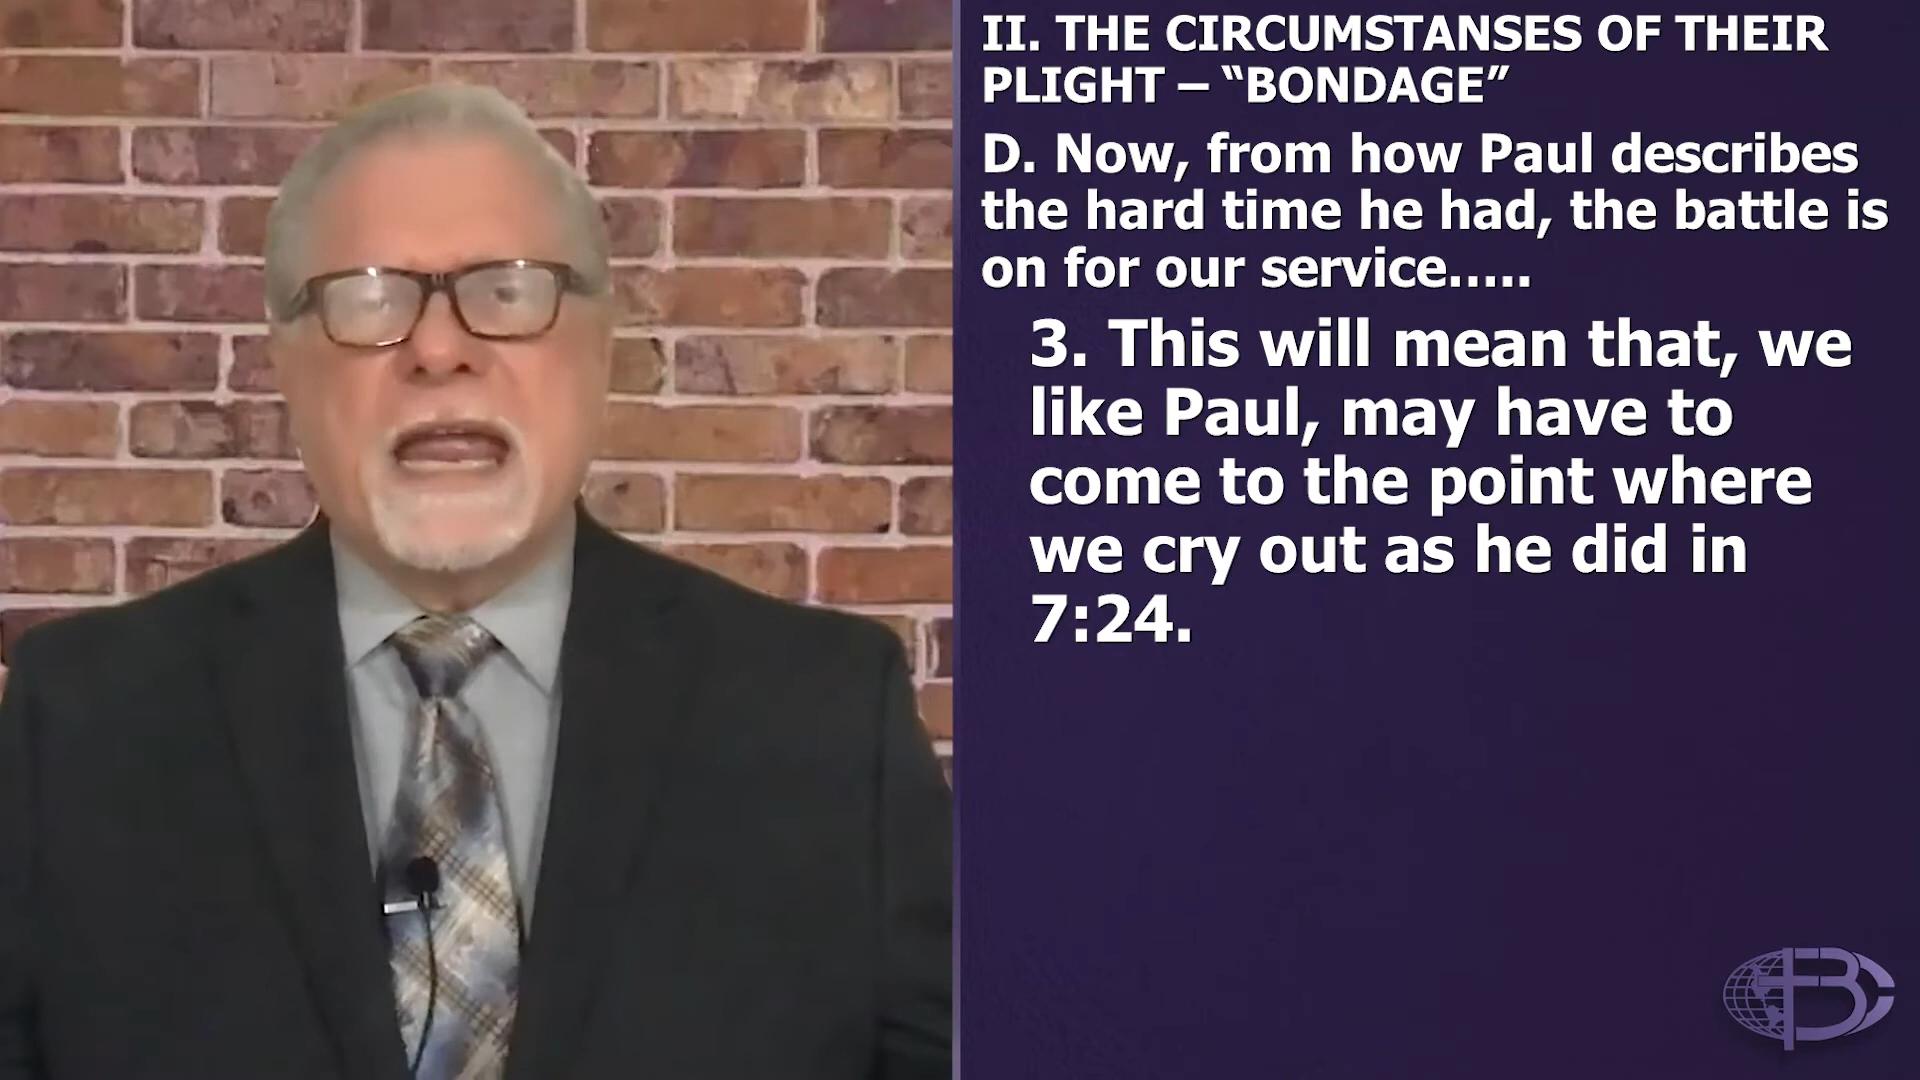 II. THE CIRCUMSTANSES OF THEIR
PLIGHT – “BONDAGE”
D. Now, from how Paul describes
the hard time he had, the battle is
on for our service.....
3. This will mean that, we
like Paul, may have to
come to the point where
we cry out as he did in
7:24.